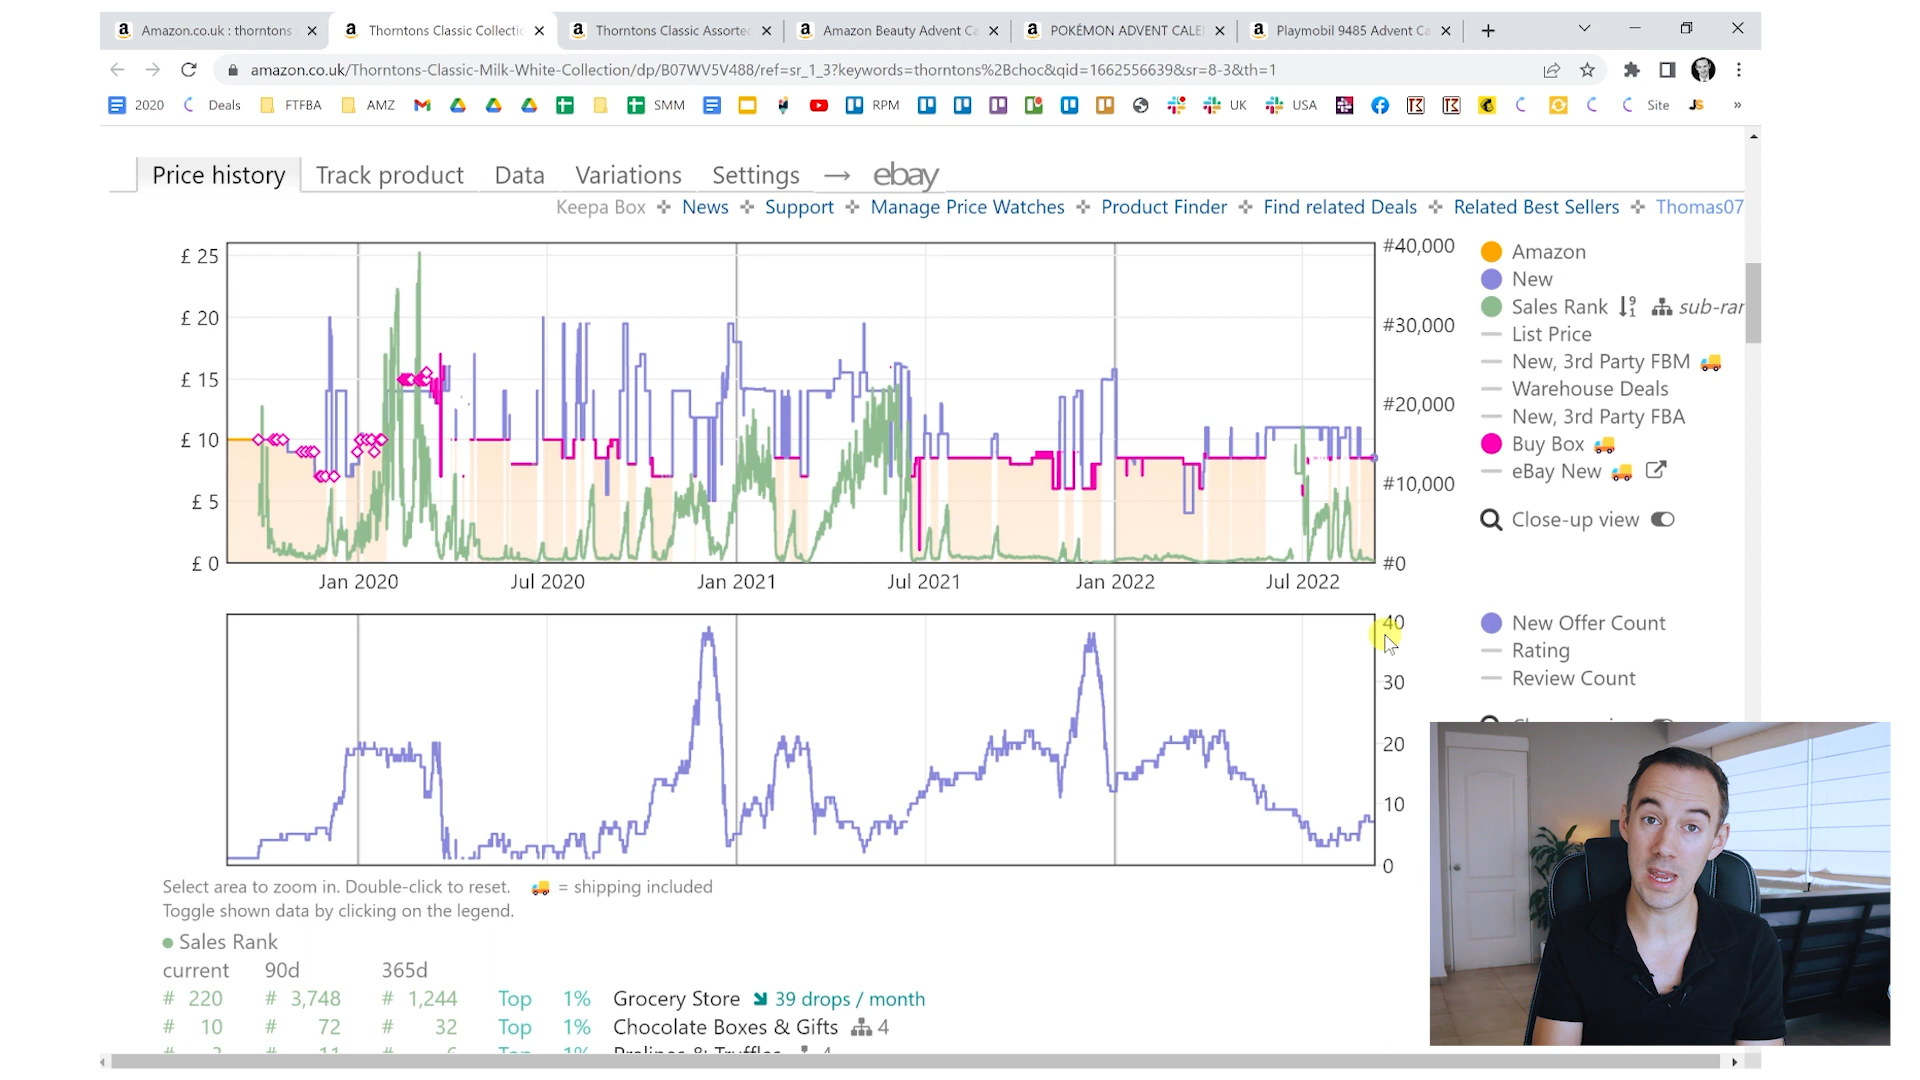 Amazon.co.uk : thorntons
Thorntons Classic Collectic
Thorntons Classic Assorte
Amazon Beauty Advent Ca
POKÉMON ADVENT CALE
Playmobil 9485 Advent Ca
amazon.co.uk/Thorntons-Classic-Milk-White-Collection/dp/B07WV5V488/ref=sr_1_3?keywords=thorntons%2Bchoc&qid=1662556639&sr=8-3&th=1
2020 Deals FTFBA AMZ SMM RPM UK USA Site »
Price history Track product Data Variations Settings → ebay
Keepa Box News Support Manage Price Watches Product Finder Find related Deals Related Best Sellers Thomas07
£ 25
£ 20
£ 15
£ 10
£ 5
£ 0
#40,000
#30,000
#20,000
#10,000
#0
Jan 2020 Jul 2020 Jan 2021 Jul 2021 Jan 2022 Jul 2022
Amazon
New
Sales Rank sub-rar
List Price
New, 3rd Party FBM
Warehouse Deals
New, 3rd Party FBA
Buy Box
eBay New
Close-up view
40
30
20
10
0
New Offer Count
Rating
Review Count
Select area to zoom in. Double-click to reset. = shipping included
Toggle shown data by clicking on the legend.
Sales Rank
current 90d 365d
# 220 # 3,748 # 1,244 Top 1% Grocery Store 39 drops / month
# 10 # 72 # 32 Top 1% Chocolate Boxes & Gifts 4